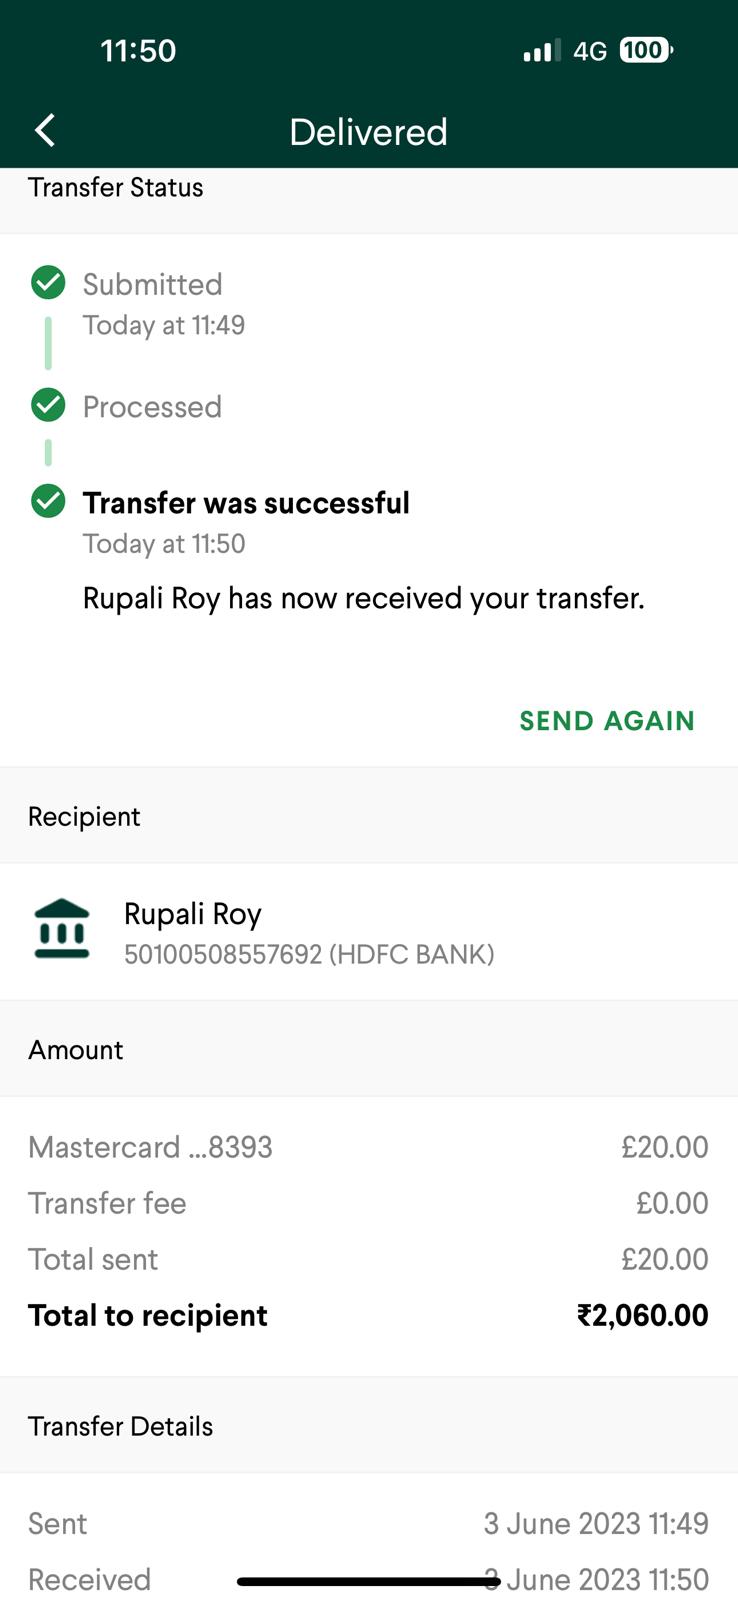 11:50
4G 100
Delivered
Transfer Status
Submitted
Today at 11:49
Processed
Transfer was successful
Today at 11:50
Rupali Roy has now received your transfer.
SEND AGAIN
Recipient
Rupali Roy
50100508557692 (HDFC BANK)
Amount
Mastercard ...8393 £20.00
Transfer fee £0.00
Total sent £20.00
Total to recipient ₹2,060.00
Transfer Details
Sent 3 June 2023 11:49
Received 3 June 2023 11:50